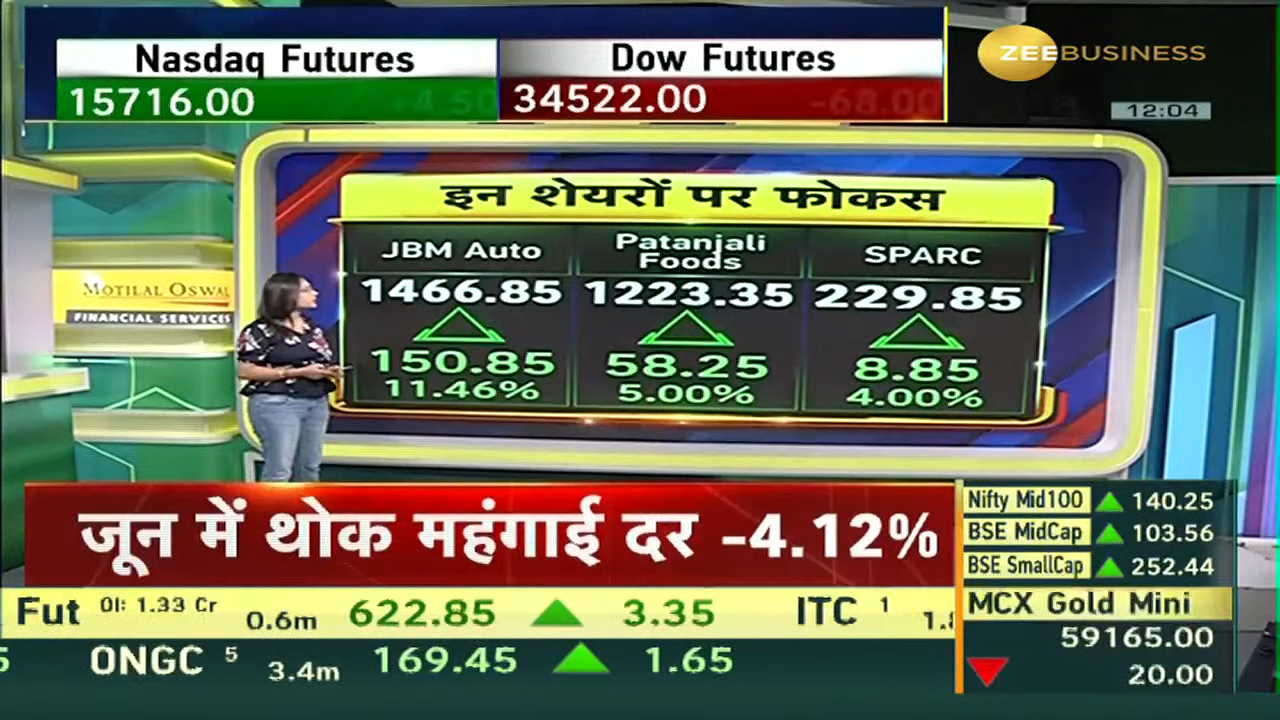 Nasdaq Futures
15716.00 +4.50
Dow Futures
34522.00 -68.00
ZEEBUSINESS
12:04
इन शेयरों पर फोकस
JBM Auto
1466.85
150.85
11.46%
Patanjali
Foods
1223.35
58.25
5.00%
SPARC
229.85
8.85
4.00%
MOTILAL OSWAL
FINANCIAL SERVICES
जून में थोक महंगाई दर -4.12%
Nifty Mid100 140.25
BSE MidCap 103.56
BSE SmallCap 252.44
MCX Gold Mini
59165.00
20.00
Fut OI: 1.33 Cr 0.6m 622.85 3.35 ITC 1
ONGC 5 3.4m 169.45 1.65